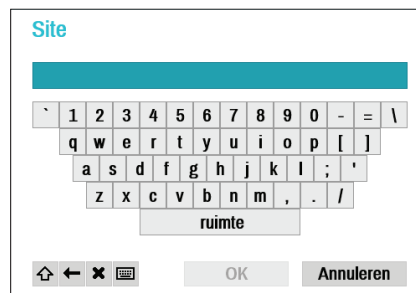 Site
` 1 2 3 4 5 6 7 8 9 0 - = \
q w e r t y u i o p [ ]
a s d f g h j k l ; '
z x c v b n m , . /
ruimte
OK Annuleren